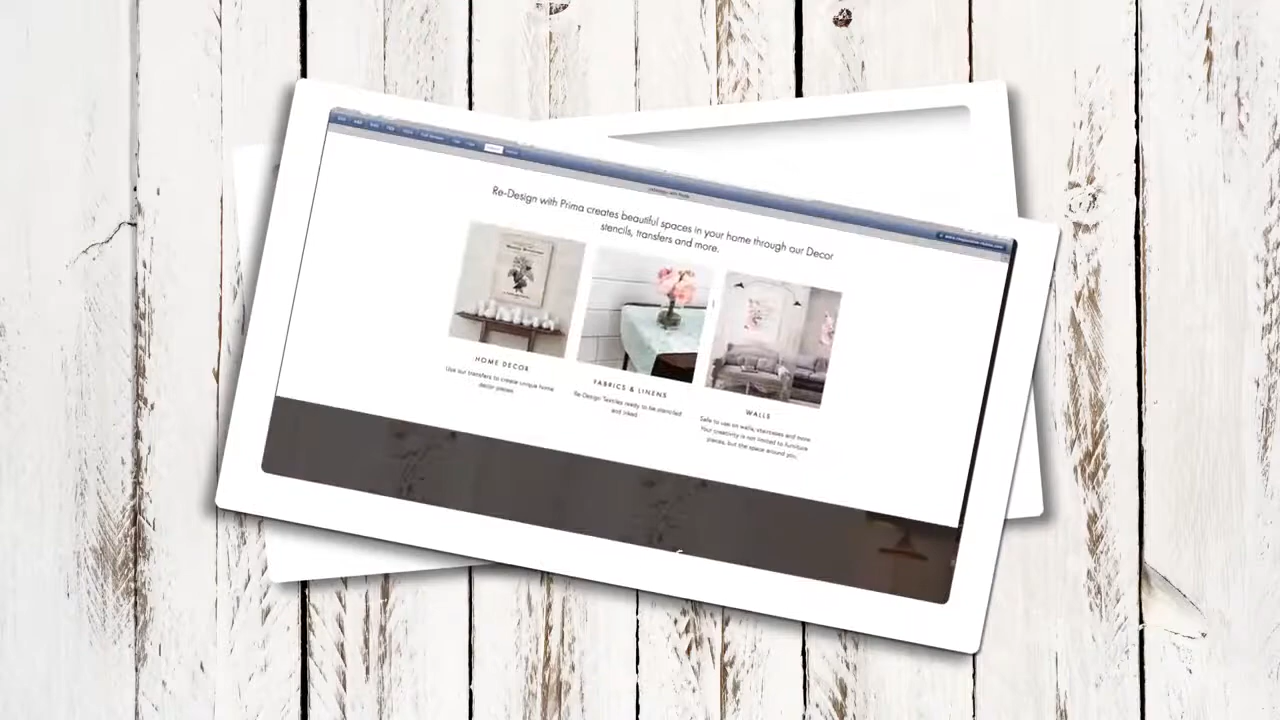 Re-Design with Prima creates beautiful spaces in your home through our Decor
stencils, transfers and more.
HOME DECOR
Use our transfers to create unique home
decor pieces.
FABRICS & LINENS
Re-Design Textiles ready to be stenciled
and inked.
WALLS
Safe to use on walls, staircases and more.
Your creativity is not limited to furniture
pieces, but the space around you.